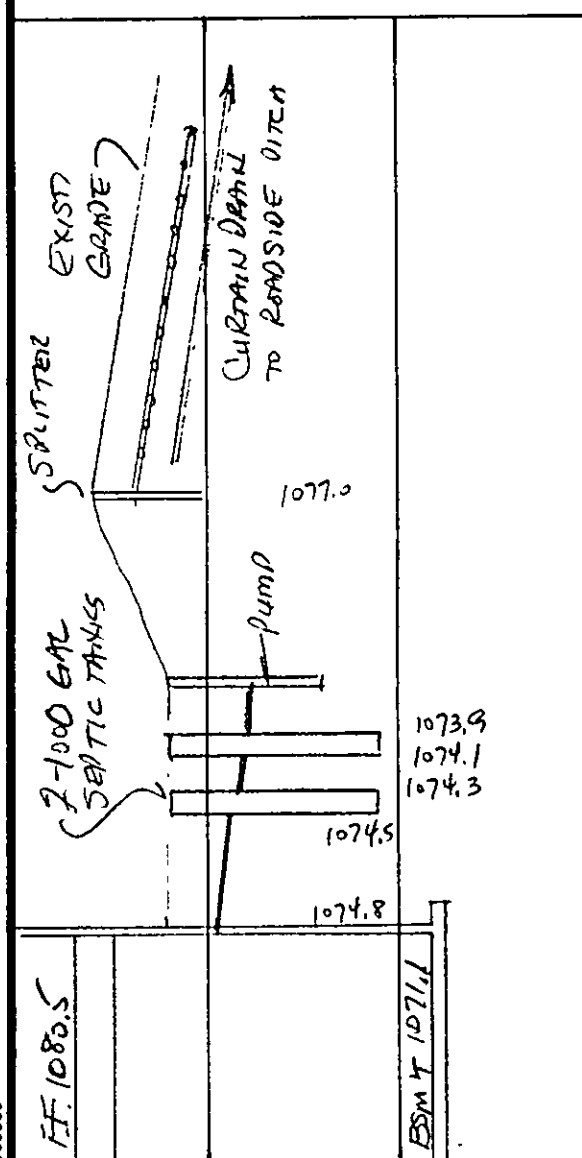 EXIST?
GRADE
SPLITTER
CURTAIN DRAIN
TO ROADSIDE DITCH
1077.0
2-1000 GAL
SEPTIC TANKS
PUMP
1073.9
1074.1
1074.3
1074.5
1074.8
FF. 1080.5
BSMT 1071.1